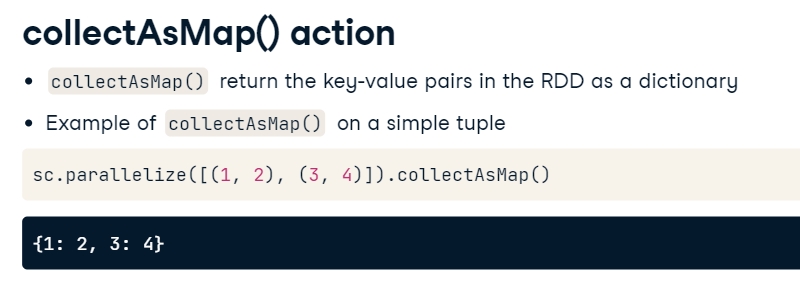 collectAsMap() action
• collectAsMap() return the key-value pairs in the RDD as a dictionary
• Example of collectAsMap() on a simple tuple
sc.parallelize([(1, 2), (3, 4)]).collectAsMap()
{1: 2, 3: 4}